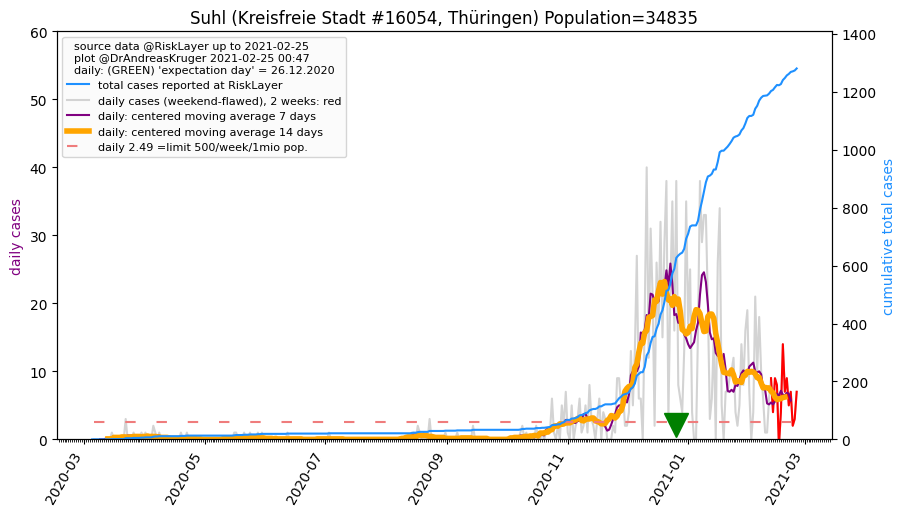 Suhl (Kreisfreie Stadt #16054, Thüringen) Population=34835
source data @RiskLayer up to 2021-02-25
plot @DrAndreasKruger 2021-02-25 00:47
daily: (GREEN) 'expectation day' = 26.12.2020
total cases reported at RiskLayer
daily cases (weekend-flawed), 2 weeks: red
daily: centered moving average 7 days
daily: centered moving average 14 days
daily 2.49 =limit 500/week/1mio pop.
daily cases
60
50
40
30
20
10
0
1400
1200
1000
800
600
400
200
0
cumulative total cases
2020-03
2020-05
2020-07
2020-09
2020-11
2021-01
2021-03